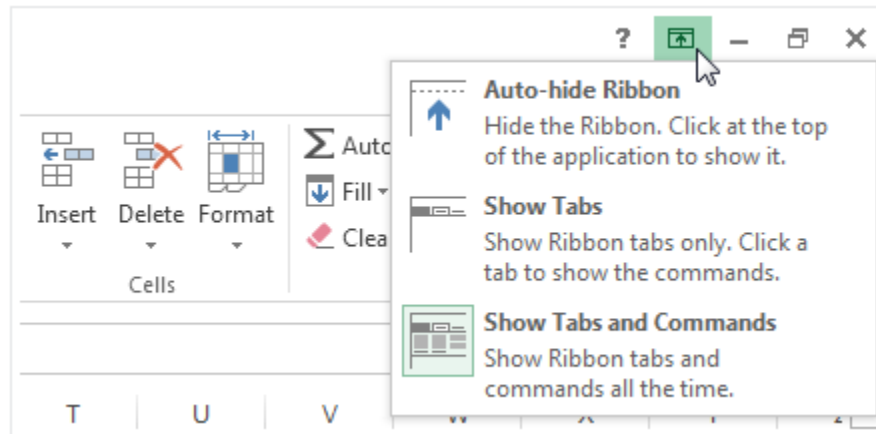 ?
Auto-hide Ribbon
Hide the Ribbon. Click at the top
of the application to show it.
Show Tabs
Show Ribbon tabs only. Click a
tab to show the commands.
Show Tabs and Commands
Show Ribbon tabs and
commands all the time.
Insert Delete Format
Cells
Σ Auto
Fill
Clea
T U V